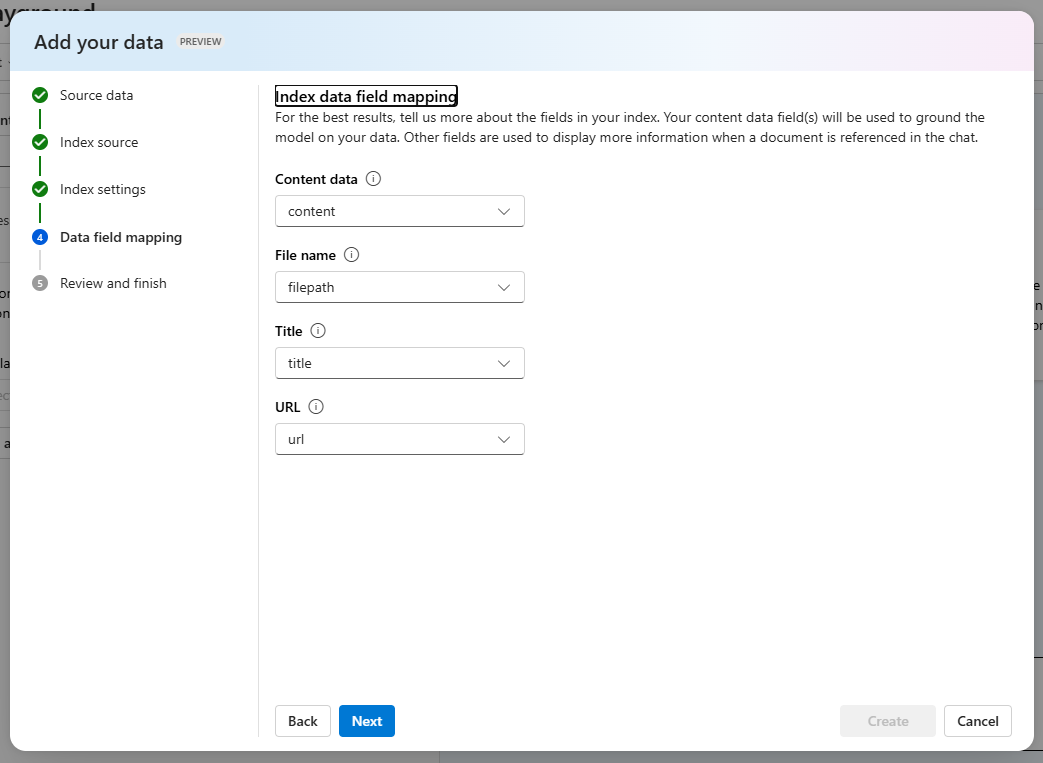 Add your data PREVIEW
Source data
Index source
Index settings
4 Data field mapping
5 Review and finish
Index data field mapping
For the best results, tell us more about the fields in your index. Your content data field(s) will be used to ground the
model on your data. Other fields are used to display more information when a document is referenced in the chat.
Content data
content
File name
filepath
Title
title
URL
url
Back Next Create Cancel